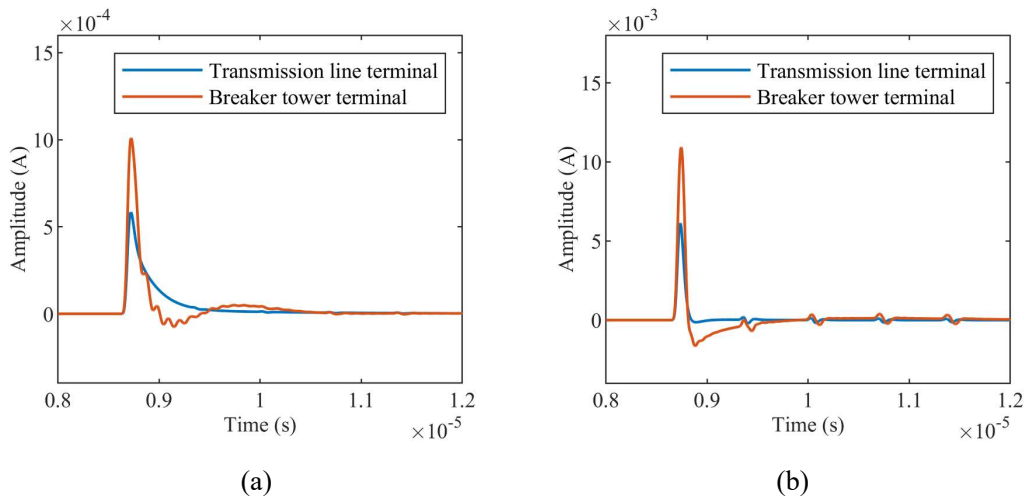 ×10⁻⁴
15
10
5
0
Amplitude (A)
Transmission line terminal
Breaker tower terminal
0.8
0.9
1
1.1
1.2
Time (s)
×10⁻⁵
(a)
×10⁻³
15
10
5
0
Amplitude (A)
Transmission line terminal
Breaker tower terminal
0.8
0.9
1
1.1
1.2
Time (s)
×10⁻⁵
(b)